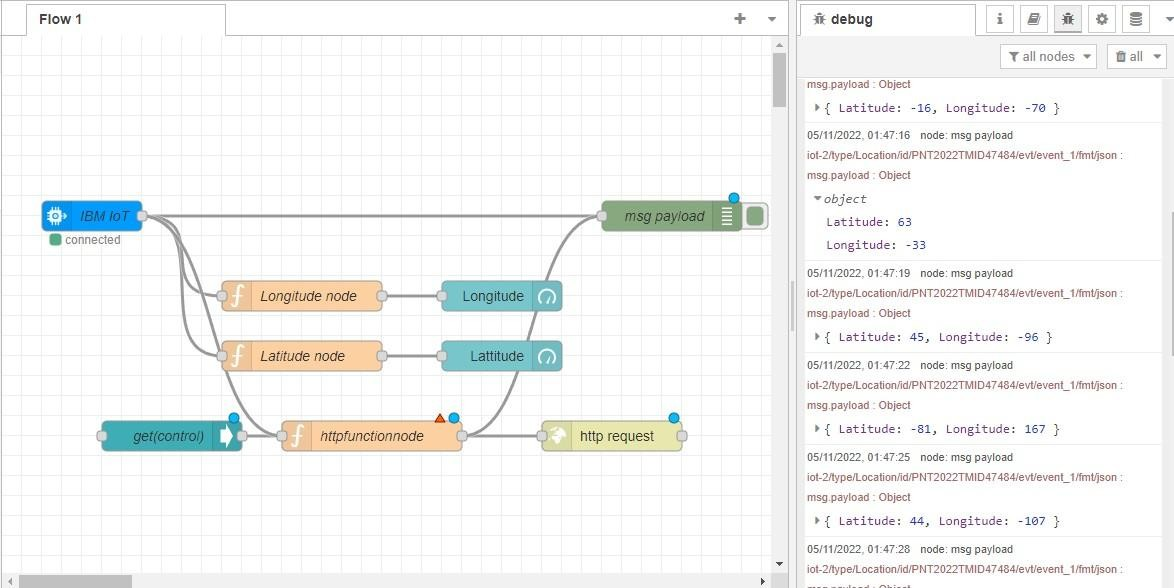 Flow 1
IBM IoT
connected
msg payload
Longitude node
Longitude
Latitude node
Lattitude
get(control)
httpfunctionnode
http request
debug
all nodes
all
msg.payload : Object
{ Latitude: -16, Longitude: -70 }
05/11/2022, 01:47:16 node: msg payload
iot-2/type/Location/id/PNT2022TMID47484/evt/event_1/fmt/json :
msg.payload : Object
object
Latitude: 63
Longitude: -33
05/11/2022, 01:47:19 node: msg payload
iot-2/type/Location/id/PNT2022TMID47484/evt/event_1/fmt/json :
msg.payload : Object
{ Latitude: 45, Longitude: -96 }
05/11/2022, 01:47:22 node: msg payload
iot-2/type/Location/id/PNT2022TMID47484/evt/event_1/fmt/json :
msg.payload : Object
{ Latitude: -81, Longitude: 167 }
05/11/2022, 01:47:25 node: msg payload
iot-2/type/Location/id/PNT2022TMID47484/evt/event_1/fmt/json :
msg.payload : Object
{ Latitude: 44, Longitude: -107 }
05/11/2022, 01:47:28 node: msg payload
iot-2/type/Location/id/PNT2022TMID47484/evt/event_1/fmt/json :
msg.payload : Object